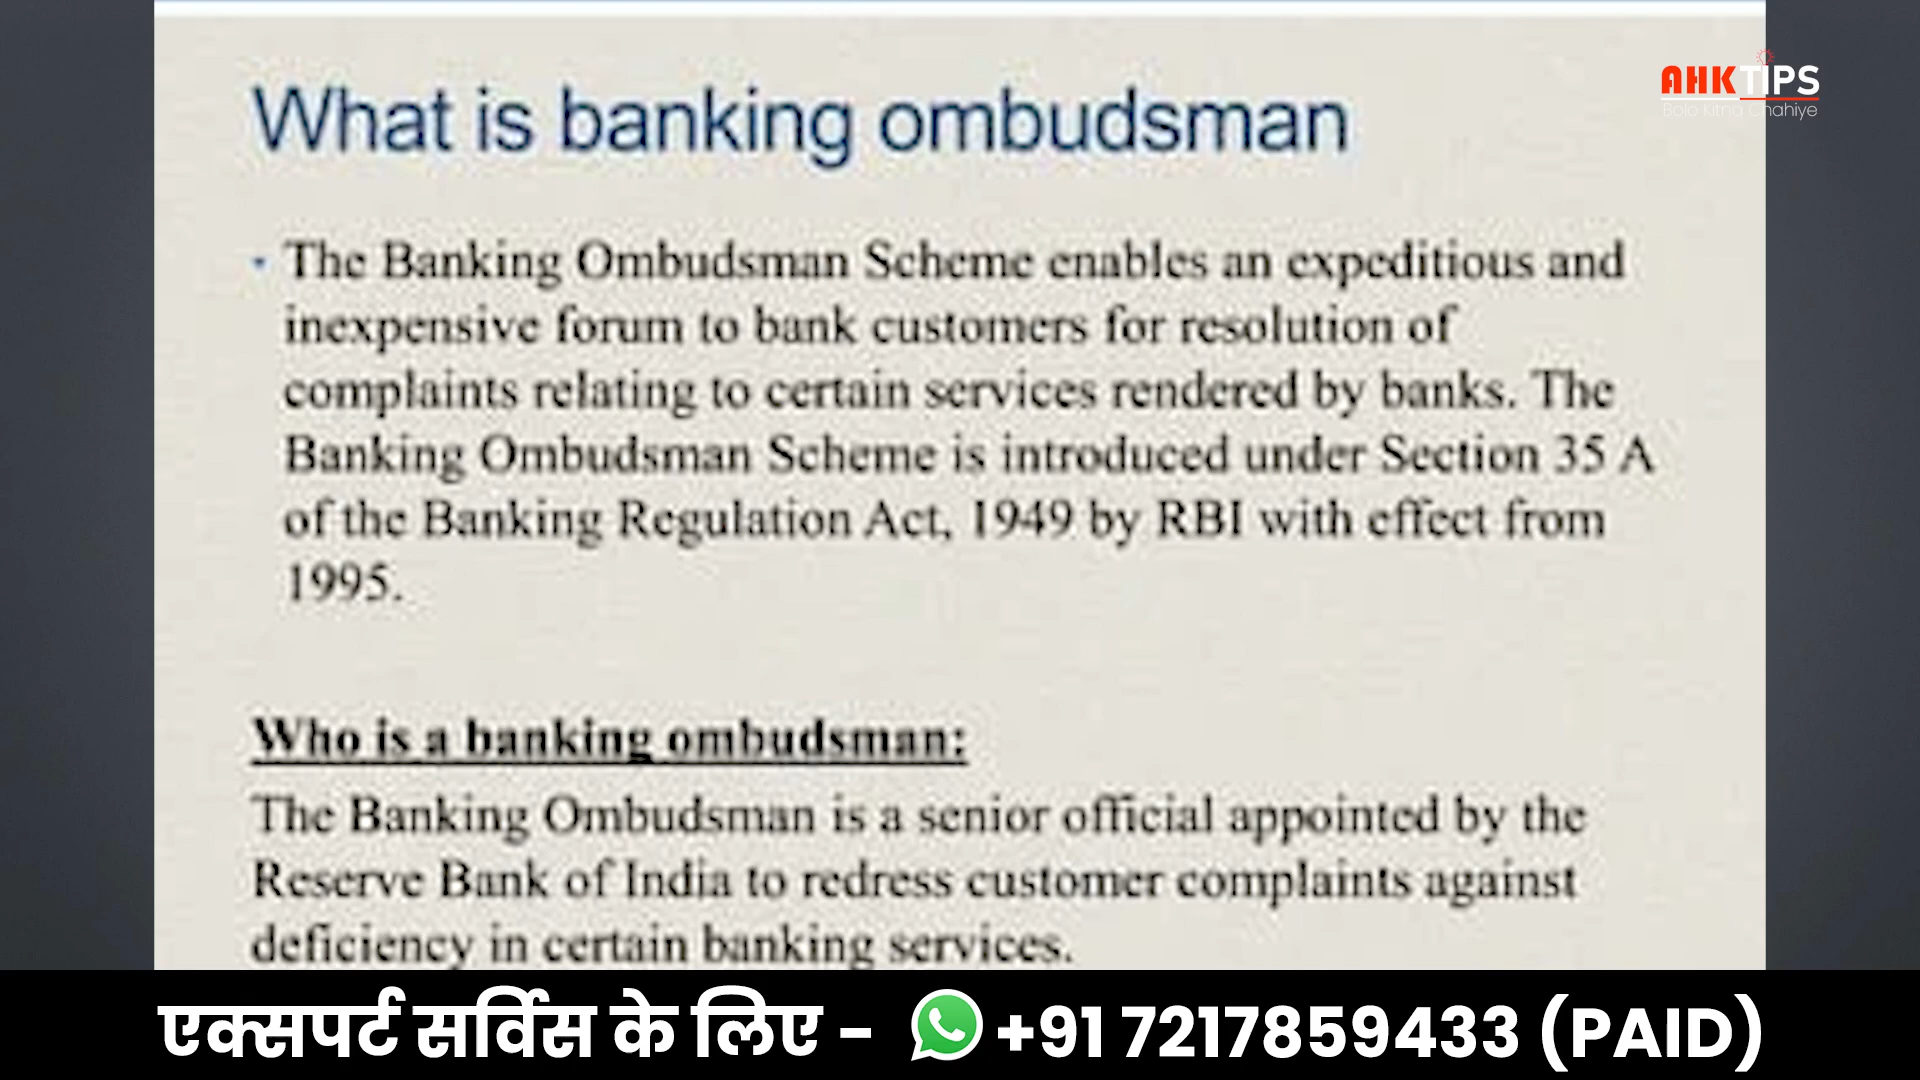 AHKTIPS
Bolo Kitna Chahiye
What is banking ombudsman
• The Banking Ombudsman Scheme enables an expeditious and
inexpensive forum to bank customers for resolution of
complaints relating to certain services rendered by banks. The
Banking Ombudsman Scheme is introduced under Section 35 A
of the Banking Regulation Act, 1949 by RBI with effect from
1995.
Who is a banking ombudsman:
The Banking Ombudsman is a senior official appointed by the
Reserve Bank of India to redress customer complaints against
deficiency in certain banking services.
एक्सपर्ट सर्विस के लिए - +91 7217859433 (PAID)